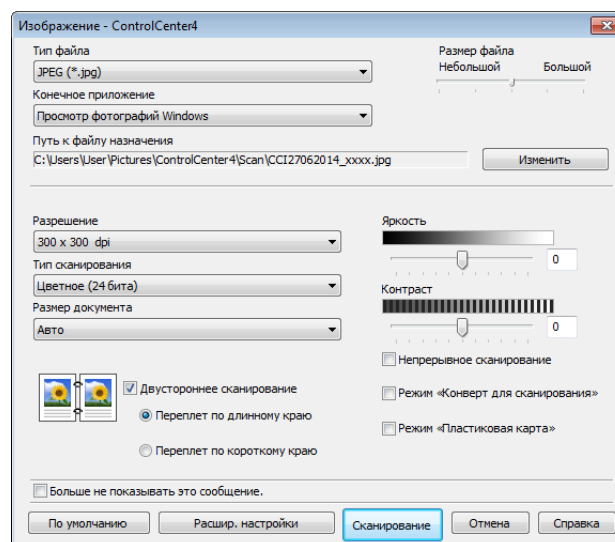 Изображение - ControlCenter4
Тип файла
Размер файла
JPEG (*.jpg)
Небольшой Большой
Конечное приложение
Просмотр фотографий Windows
Путь к файлу назначения
C:\Users\User\Pictures\ControlCenter4\Scan\CCI27062014_xxxx.jpg
Изменить
Разрешение
Яркость
300 x 300 dpi
0
Тип сканирования
Цветное (24 бита)
Контраст
Размер документа
Авто
0
Непрерывное сканирование
Двустороннее сканирование
Режим «Конверт для сканирования»
Переплет по длинному краю
Режим «Пластиковая карта»
Переплет по короткому краю
Больше не показывать это сообщение.
По умолчанию Расшир. настройки Сканирование Отмена Справка